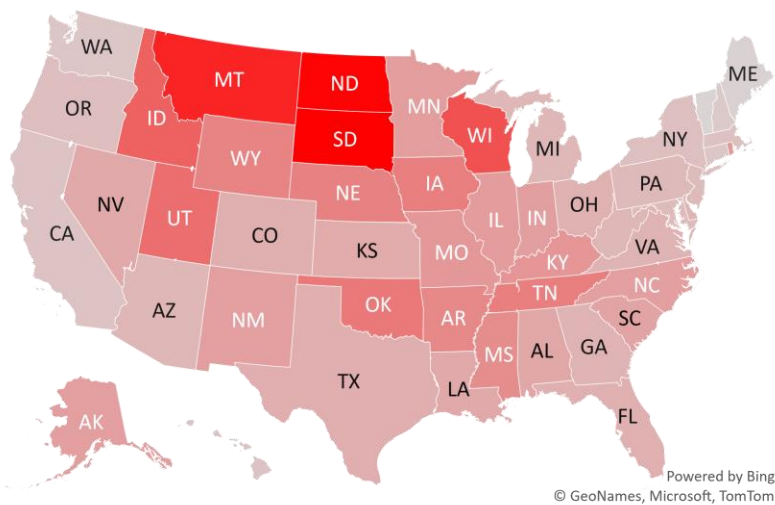 WA
MT
ND
ME
OR
ID
MN
SD
WI
MI
NY
WY
IA
PA
NE
NV
UT
IL
IN
OH
CA
CO
KS
MO
VA
KY
NC
AZ
NM
OK
TN
AR
SC
MS
AL
GA
TX
LA
AK
FL
Powered by Bing
© GeoNames, Microsoft, TomTom